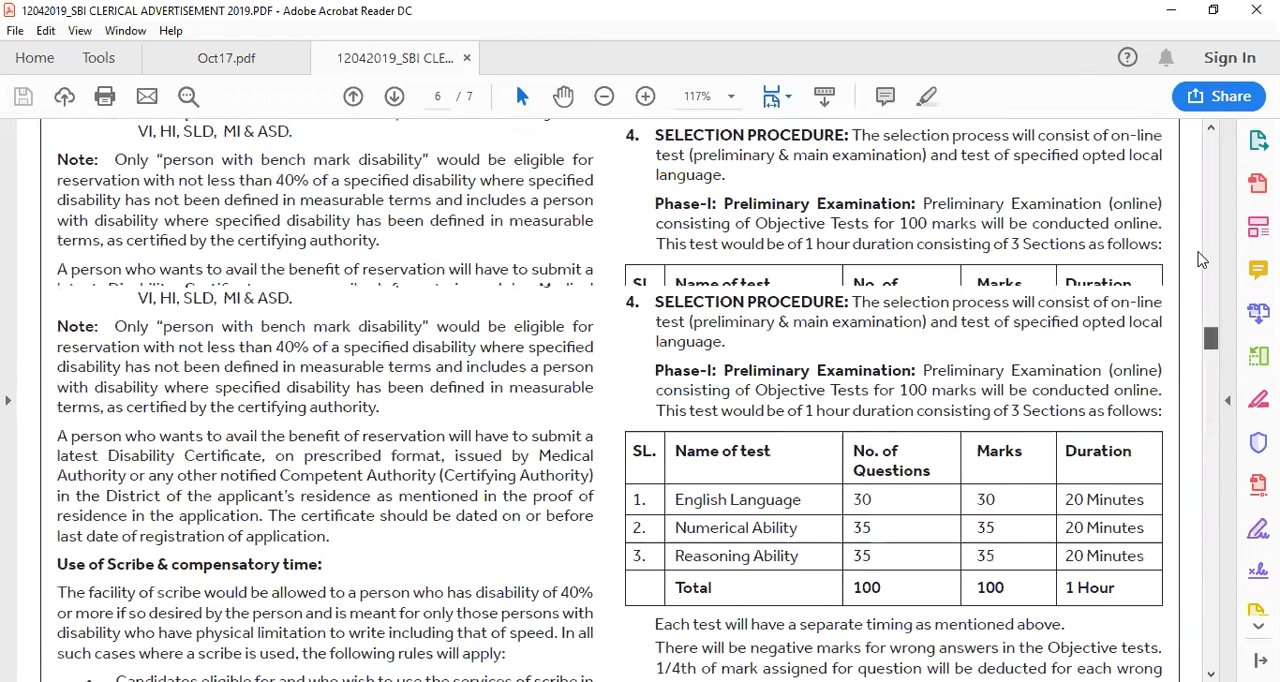 12042019_SBI CLERICAL ADVERTISEMENT 2019.PDF - Adobe Acrobat Reader DC
File Edit View Window Help
Home Tools Oct17.pdf 12042019_SBI CLE... × Sign In
6 / 7 117% Share
VI, HI, SLD, MI & ASD.
Note: Only “person with bench mark disability” would be eligible for
reservation with not less than 40% of a specified disability where specified
disability has not been defined in measurable terms and includes a person
with disability where specified disability has been defined in measurable
terms, as certified by the certifying authority.
A person who wants to avail the benefit of reservation will have to submit a
VI, HI, SLD, MI & ASD.
Note: Only “person with bench mark disability” would be eligible for
reservation with not less than 40% of a specified disability where specified
disability has not been defined in measurable terms and includes a person
with disability where specified disability has been defined in measurable
terms, as certified by the certifying authority.
A person who wants to avail the benefit of reservation will have to submit a
latest Disability Certificate, on prescribed format, issued by Medical
Authority or any other notified Competent Authority (Certifying Authority)
in the District of the applicant's residence as mentioned in the proof of
residence in the application. The certificate should be dated on or before
last date of registration of application.
Use of Scribe & compensatory time:
The facility of scribe would be allowed to a person who has disability of 40%
or more if so desired by the person and is meant for only those persons with
disability who have physical limitation to write including that of speed. In all
such cases where a scribe is used, the following rules will apply:
• Candidates eligible for and who wish to use the services of scribe in
4. SELECTION PROCEDURE: The selection process will consist of on-line
test (preliminary & main examination) and test of specified opted local
language.
Phase-I: Preliminary Examination: Preliminary Examination (online)
consisting of Objective Tests for 100 marks will be conducted online.
This test would be of 1 hour duration consisting of 3 Sections as follows:
SL. Name of test No. of Marks Duration
4. SELECTION PROCEDURE: The selection process will consist of on-line
test (preliminary & main examination) and test of specified opted local
language.
Phase-I: Preliminary Examination: Preliminary Examination (online)
consisting of Objective Tests for 100 marks will be conducted online.
This test would be of 1 hour duration consisting of 3 Sections as follows:
SL. Name of test No. of Questions Marks Duration
1. English Language 30 30 20 Minutes
2. Numerical Ability 35 35 20 Minutes
3. Reasoning Ability 35 35 20 Minutes
Total 100 100 1 Hour
Each test will have a separate timing as mentioned above.
There will be negative marks for wrong answers in the Objective tests.
1/4th of mark assigned for question will be deducted for each wrong